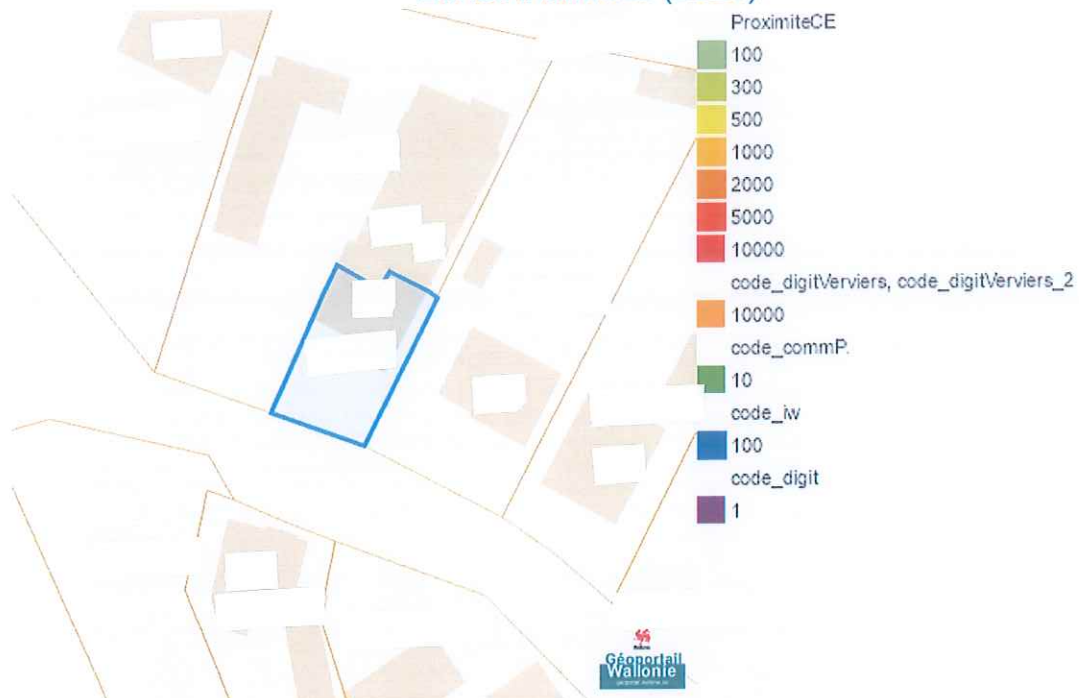 ProximiteCE
100
300
500
1000
2000
5000
10000
code_digitVerviers, code_digitVerviers_2
10000
code_commP.
10
code_iw
100
code_digit
1
Géoportail
Wallonie